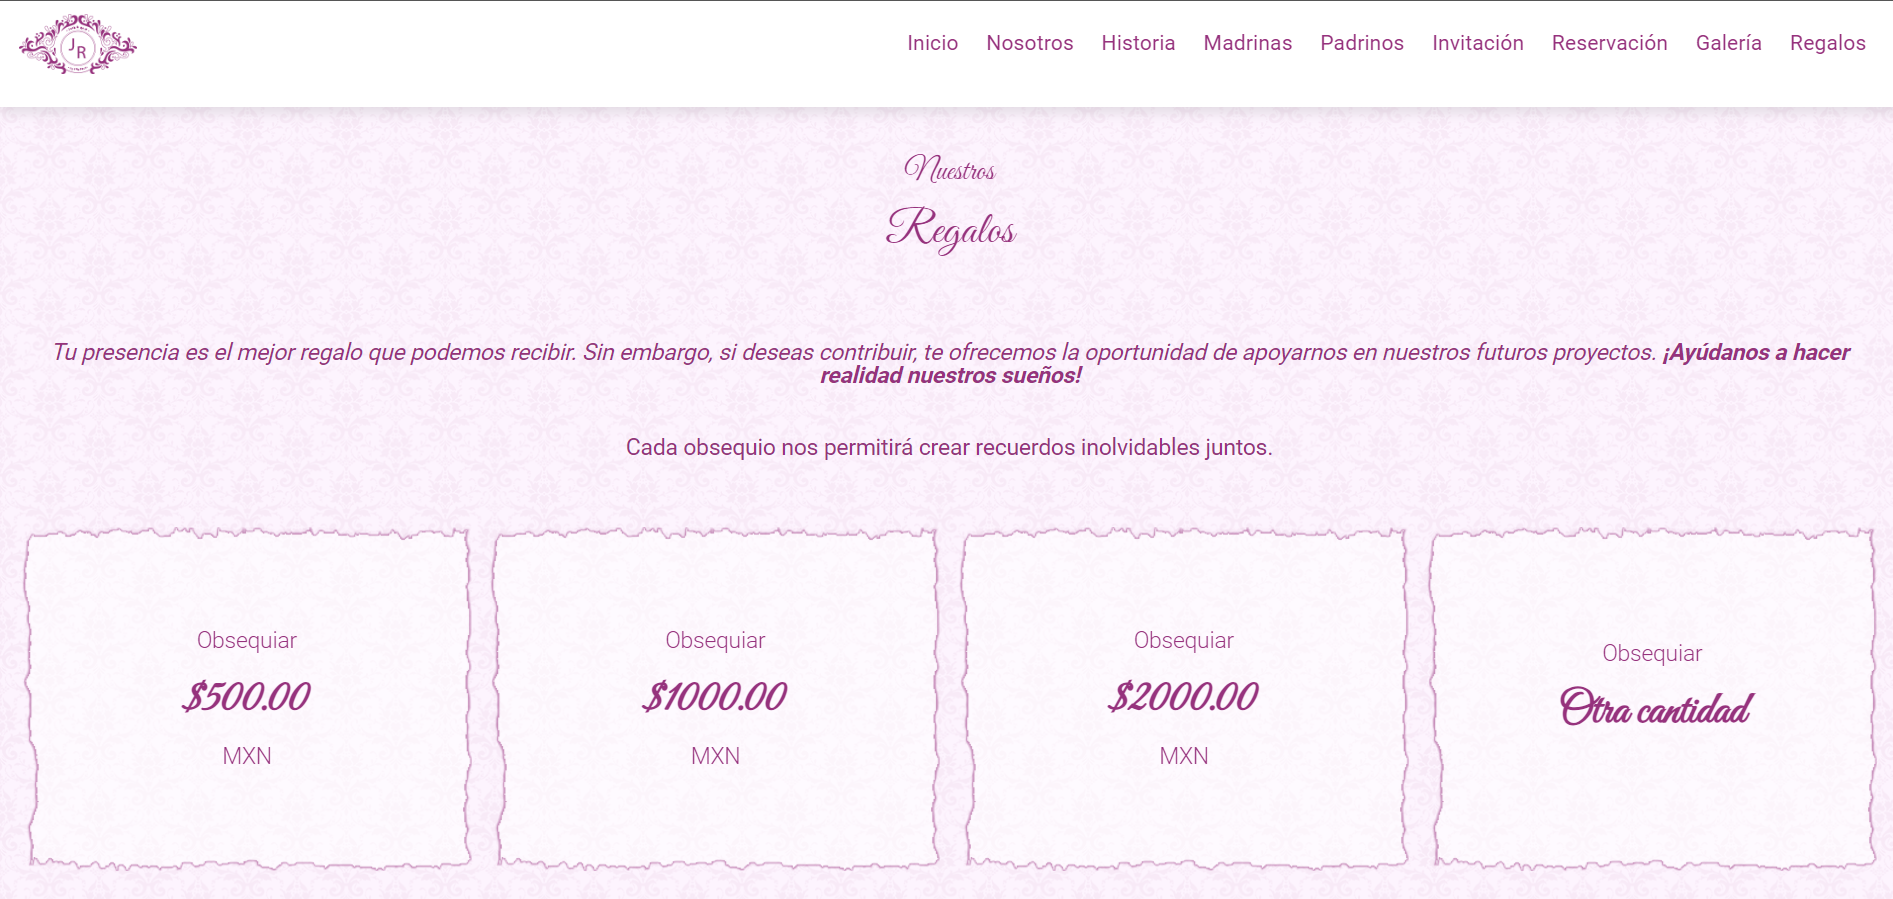 J R
Inicio Nosotros Historia Madrinas Padrinos Invitación Reservación Galería Regalos
Nuestros
Regalos
Tu presencia es el mejor regalo que podemos recibir. Sin embargo, si deseas contribuir, te ofrecemos la oportunidad de apoyarnos en nuestros futuros proyectos. ¡Ayúdanos a hacer
realidad nuestros sueños!
Cada obsequio nos permitirá crear recuerdos inolvidables juntos.
Obsequiar
$500.00
MXN
Obsequiar
$1000.00
MXN
Obsequiar
$2000.00
MXN
Obsequiar
Otra cantidad